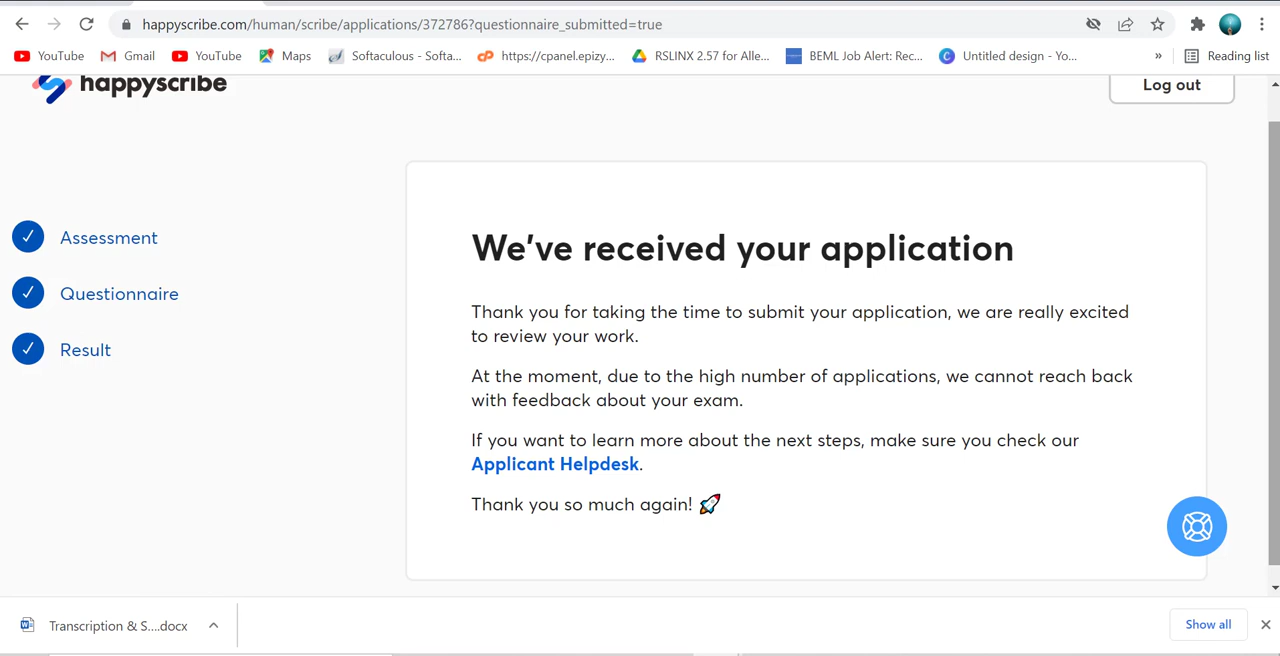 happyscribe.com/human/scribe/applications/372786?questionnaire_submitted=true
YouTube Gmail YouTube Maps Softaculous - Softa... https://cpanel.epizy... RSLINX 2.57 for Alle... BEML Job Alert: Rec... Untitled design - Yo... » Reading list
happyscribe
Log out
Assessment
Questionnaire
Result
We've received your application
Thank you for taking the time to submit your application, we are really excited
to review your work.
At the moment, due to the high number of applications, we cannot reach back
with feedback about your exam.
If you want to learn more about the next steps, make sure you check our
Applicant Helpdesk.
Thank you so much again! 🚀
Transcription & S....docx
Show all